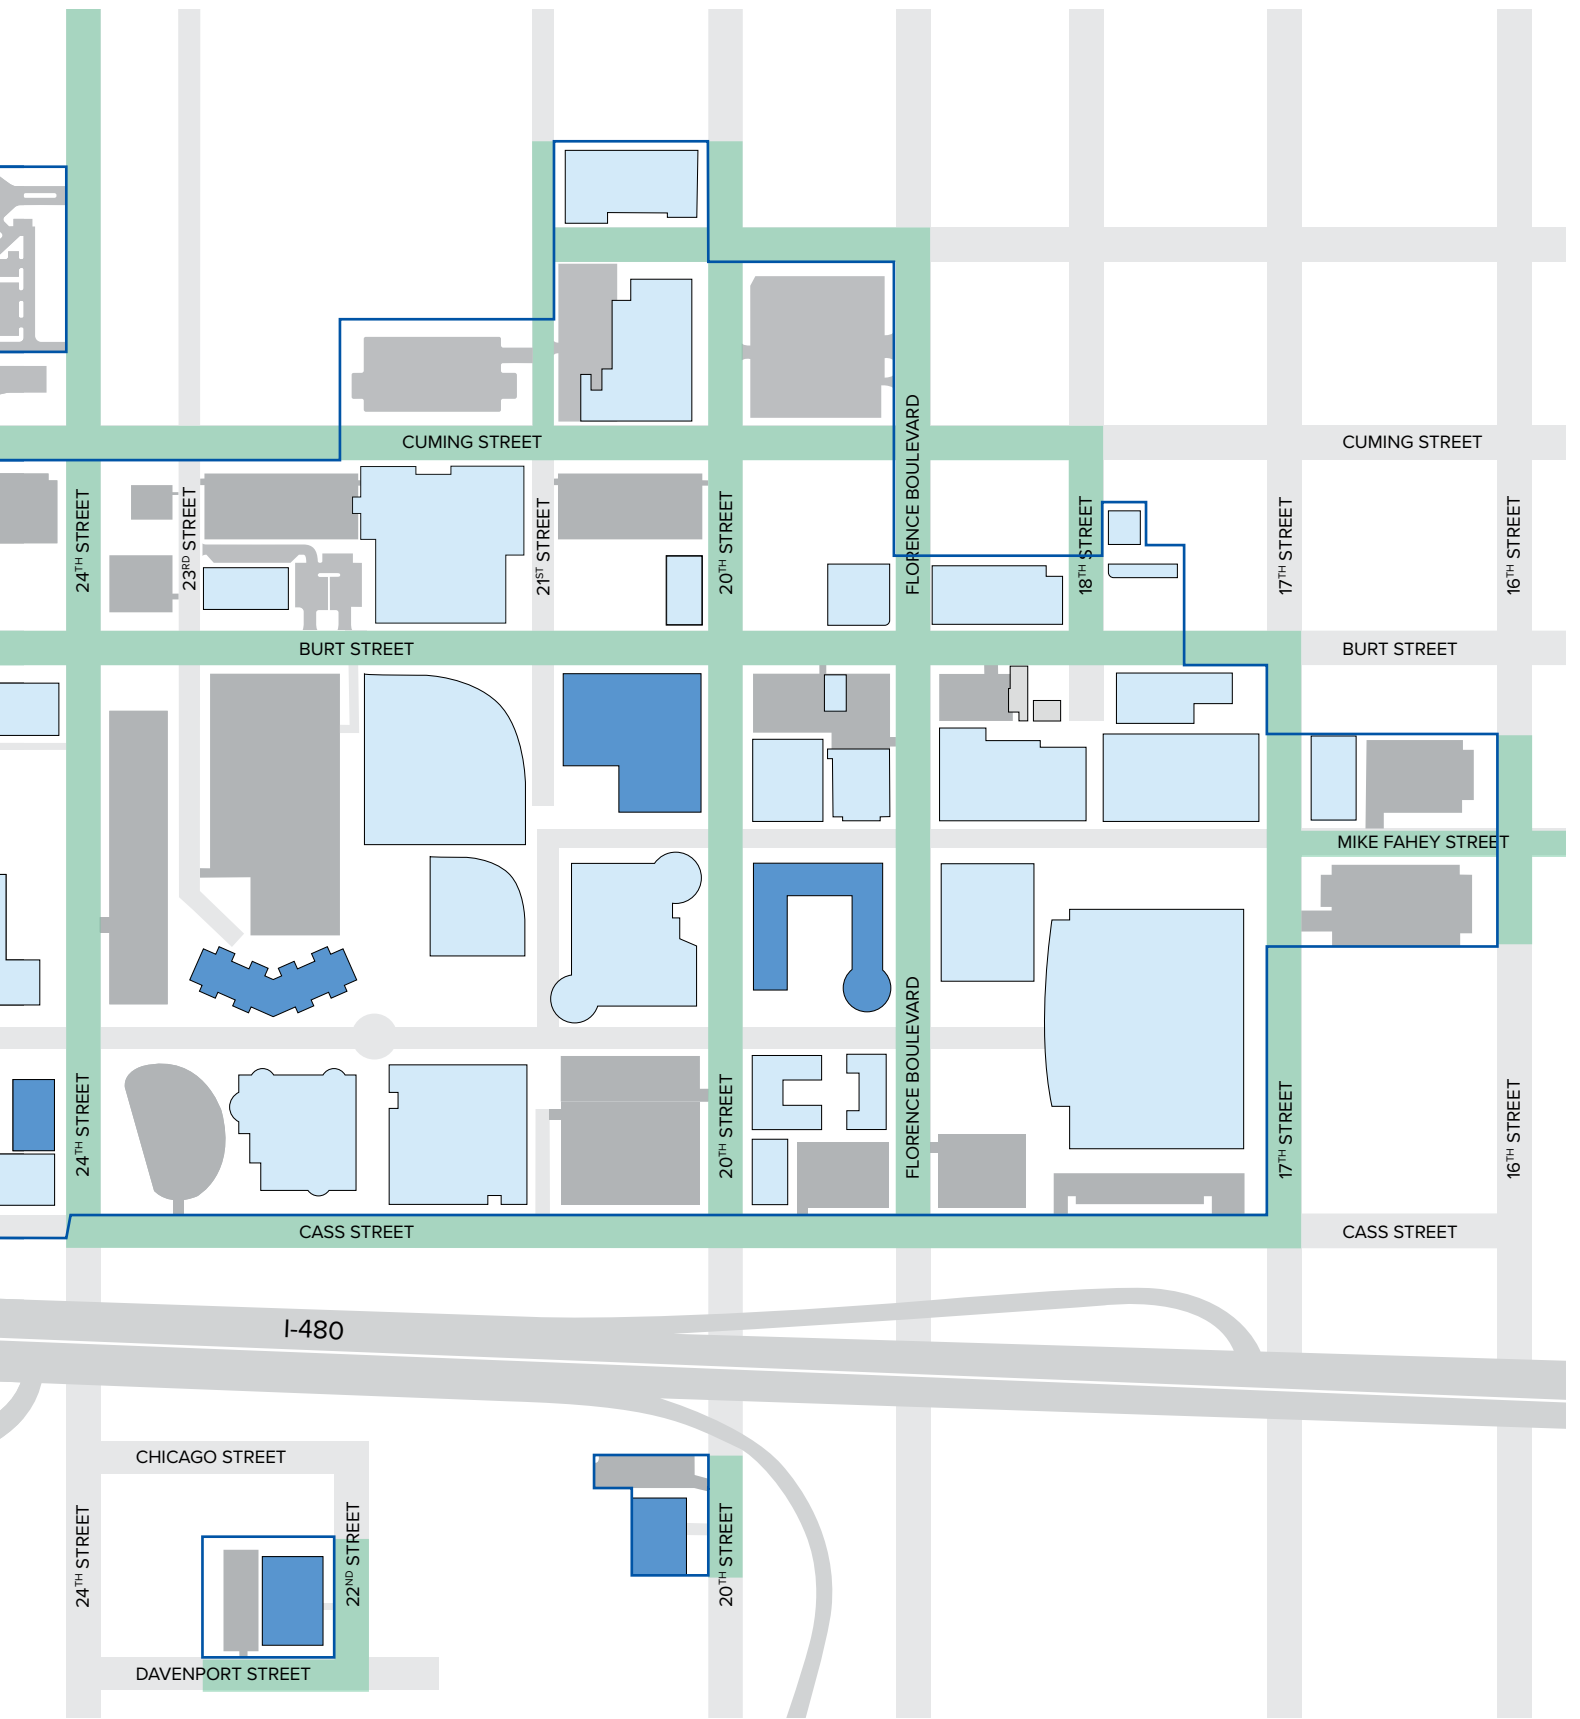 CUMING STREET
CUMING STREET
24TH STREET
23RD STREET
21ST STREET
20TH STREET
FLORENCE BOULEVARD
18TH STREET
17TH STREET
16TH STREET
BURT STREET
BURT STREET
MIKE FAHEY STREET
24TH STREET
20TH STREET
FLORENCE BOULEVARD
17TH STREET
16TH STREET
CASS STREET
CASS STREET
I-480
CHICAGO STREET
24TH STREET
22ND STREET
20TH STREET
DAVENPORT STREET